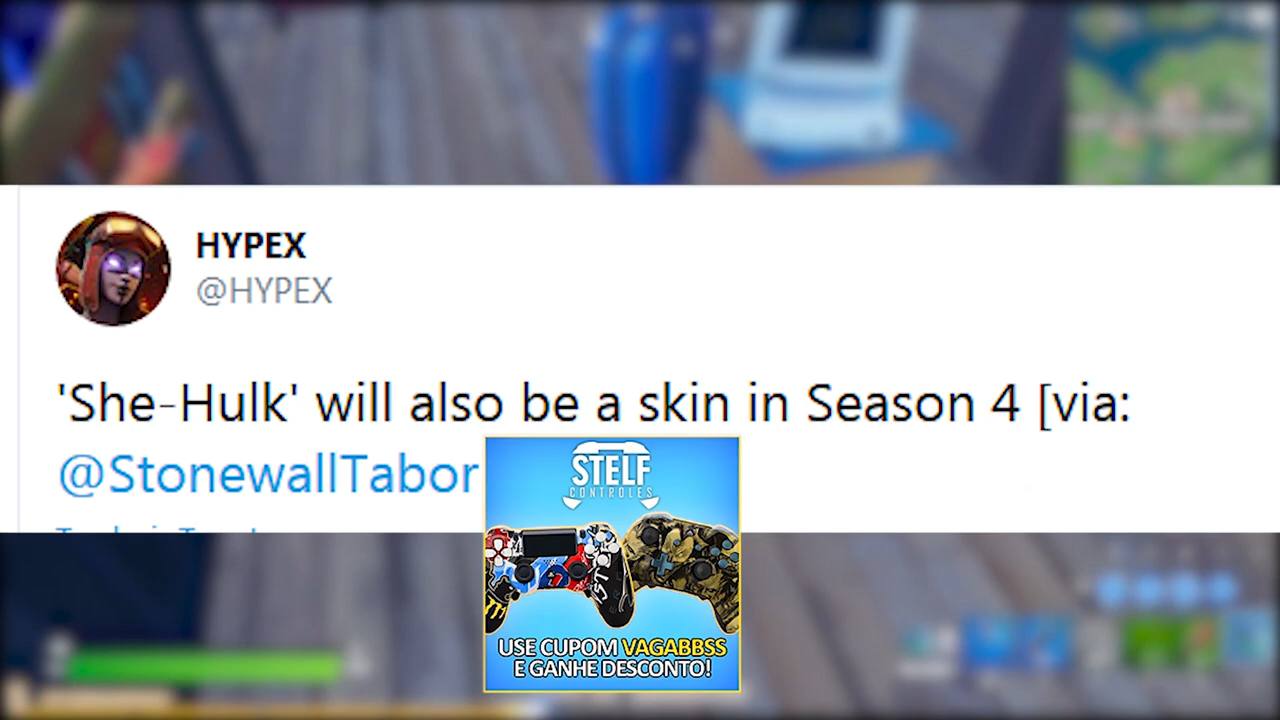 HYPEX
@HYPEX
'She-Hulk' will also be a skin in Season 4 [via:
@StonewallTabor
STELF
CONTROLES
USE CUPOM VAGABBSS
E GANHE DESCONTO!